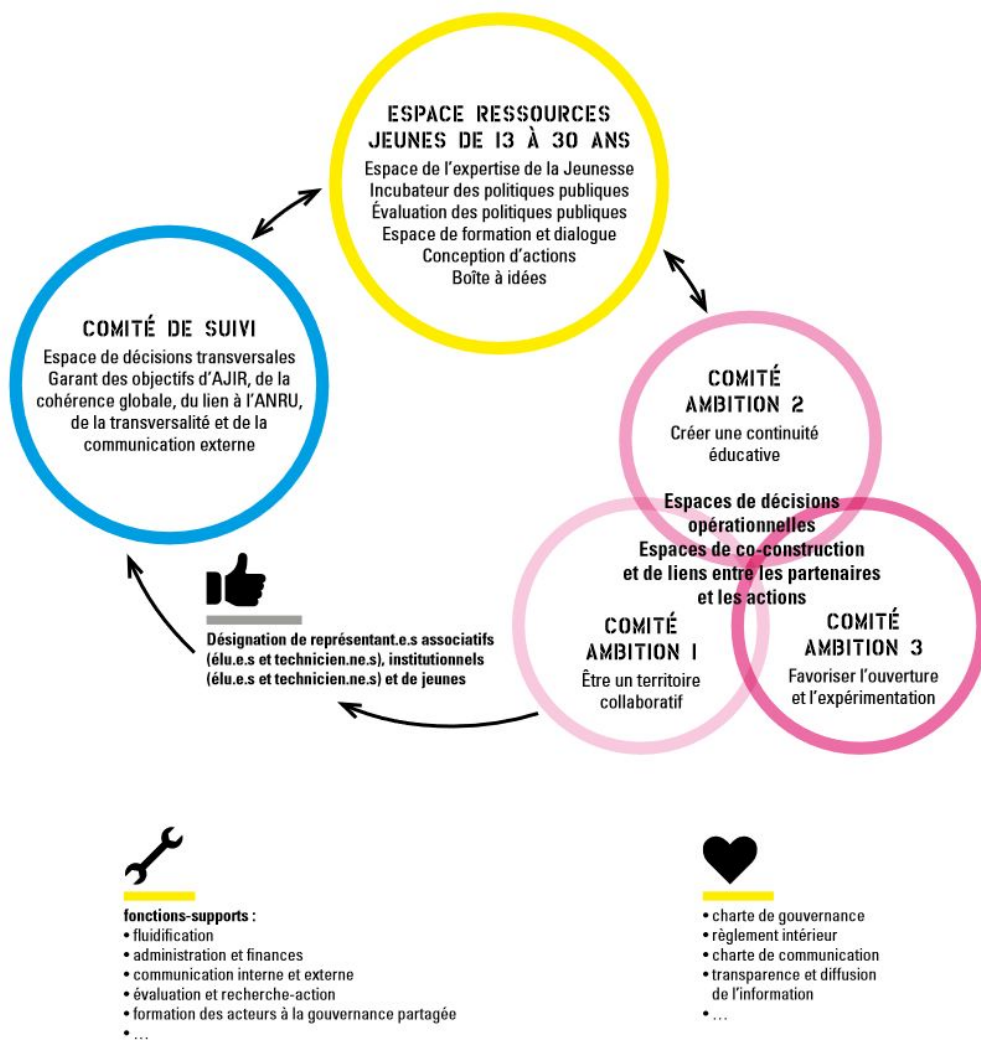 ESPACE RESSOURCES
JEUNES DE 13 À 30 ANS
Espace de l'expertise de la Jeunesse
Incubateur des politiques publiques
Évaluation des politiques publiques
Espace de formation et dialogue
Conception d'actions
Boîte à idées
COMITÉ DE SUIVI
Espace de décisions transversales
Garant des objectifs d'AJIR, de la
cohérence globale, du lien à l'ANRU,
de la transversalité et de la
communication externe
COMITÉ
AMBITION 2
Créer une continuité
éducative
Espaces de décisions
opérationnelles
Espaces de co-construction
et de liens entre les partenaires
et les actions
COMITÉ
AMBITION 1
Être un territoire
collaboratif
COMITÉ
AMBITION 3
Favoriser l'ouverture
et l'expérimentation
Désignation de représentant.e.s associatifs
(élu.e.s et technicien.ne.s), institutionnels
(élu.e.s et technicien.ne.s) et de jeunes
fonctions-supports :
• fluidification
• administration et finances
• communication interne et externe
• évaluation et recherche-action
• formation des acteurs à la gouvernance partagée
• ...
• charte de gouvernance
• règlement intérieur
• charte de communication
• transparence et diffusion
de l'information
• ...